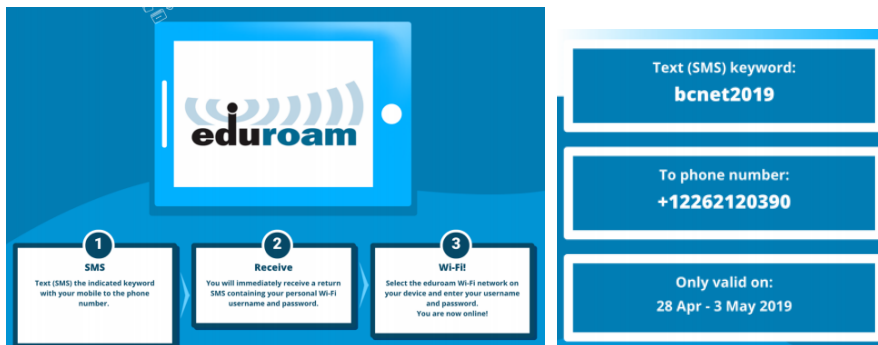 eduroam
1
SMS
Text (SMS) the indicated keyword
with your mobile to the phone
number.
2
Receive
You will immediately receive a return
SMS containing your personal Wi-Fi
username and password.
3
Wi-Fi!
Select the eduroam Wi-Fi network on
your device and enter your username
and password.
You are now online!
Text (SMS) keyword:
bcnet2019
To phone number:
+12262120390
Only valid on:
28 Apr - 3 May 2019